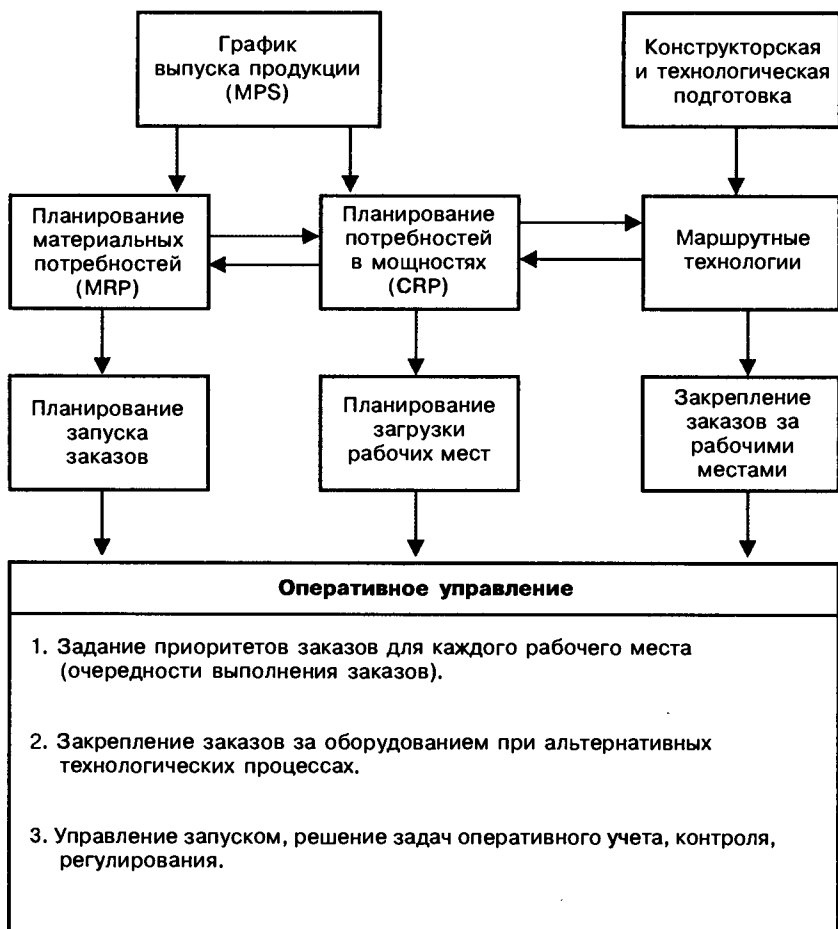 График
выпуска продукции
(MPS)
Конструкторская
и технологическая
подготовка
Планирование
материальных
потребностей
(MRP)
Планирование
потребностей
в мощностях
(CRP)
Маршрутные
технологии
Планирование
запуска
заказов
Планирование
загрузки
рабочих мест
Закрепление
заказов за
рабочими
местами
Оперативное управление
1. Задание приоритетов заказов для каждого рабочего места
(очередности выполнения заказов).
2. Закрепление заказов за оборудованием при альтернативных
технологических процессах.
3. Управление запуском, решение задач оперативного учета, контроля,
регулирования.